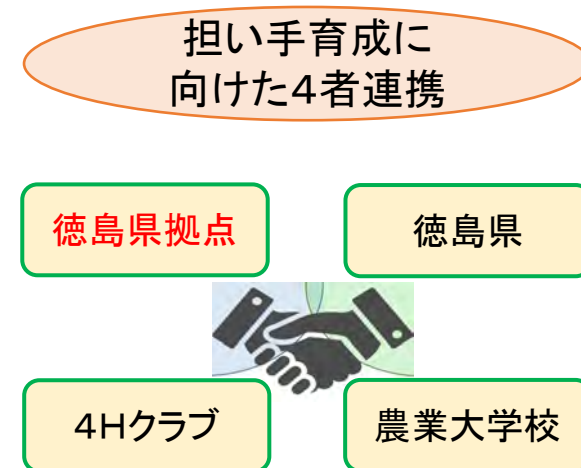 担い手育成に
向けた４者連携
徳島県拠点
徳島県
４Ｈクラブ
農業大学校